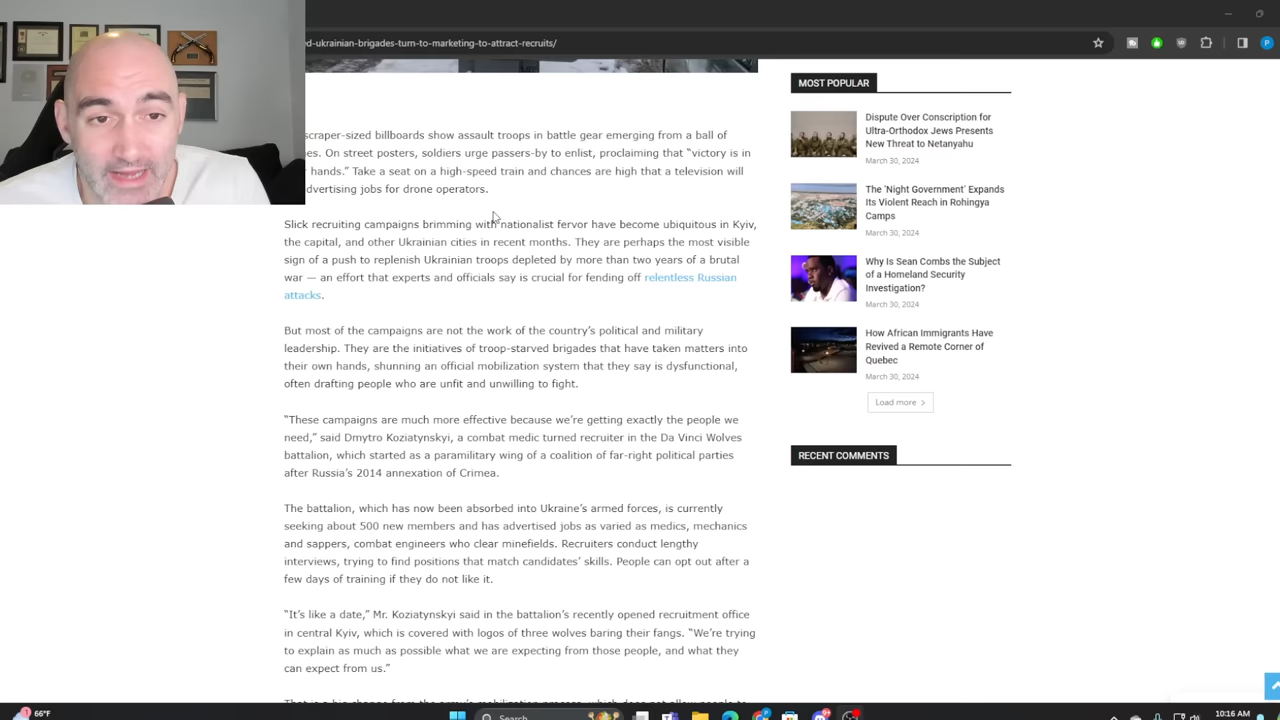 ed-ukrainian-brigades-turn-to-marketing-to-attract-recruits/
scraper-sized billboards show assault troops in battle gear emerging from a ball of
es. On street posters, soldiers urge passers-by to enlist, proclaiming that “victory is in
hands.” Take a seat on a high-speed train and chances are high that a television will
dvertising jobs for drone operators.
Slick recruiting campaigns brimming with nationalist fervor have become ubiquitous in Kyiv,
the capital, and other Ukrainian cities in recent months. They are perhaps the most visible
sign of a push to replenish Ukrainian troops depleted by more than two years of a brutal
war — an effort that experts and officials say is crucial for fending off relentless Russian
attacks.
But most of the campaigns are not the work of the country’s political and military
leadership. They are the initiatives of troop-starved brigades that have taken matters into
their own hands, shunning an official mobilization system that they say is dysfunctional,
often drafting people who are unfit and unwilling to fight.
“These campaigns are much more effective because we’re getting exactly the people we
need,” said Dmytro Koziatynskyi, a combat medic turned recruiter in the Da Vinci Wolves
battalion, which started as a paramilitary wing of a coalition of far-right political parties
after Russia’s 2014 annexation of Crimea.
The battalion, which has now been absorbed into Ukraine’s armed forces, is currently
seeking about 500 new members and has advertised jobs as varied as medics, mechanics
and sappers, combat engineers who clear minefields. Recruiters conduct lengthy
interviews, trying to find positions that match candidates’ skills. People can opt out after a
few days of training if they do not like it.
“It’s like a date,” Mr. Koziatynskyi said in the battalion’s recently opened recruitment office
in central Kyiv, which is covered with logos of three wolves baring their fangs. “We’re trying
to explain as much as possible what we are expecting from those people, and what they
can expect from us.”
MOST POPULAR
Dispute Over Conscription for
Ultra-Orthodox Jews Presents
New Threat to Netanyahu
March 30, 2024
The ‘Night Government’ Expands
Its Violent Reach in Rohingya
Camps
March 30, 2024
Why Is Sean Combs the Subject
of a Homeland Security
Investigation?
March 30, 2024
How African Immigrants Have
Revived a Remote Corner of
Quebec
March 30, 2024
Load more
RECENT COMMENTS
66°F
Search
10:16 AM